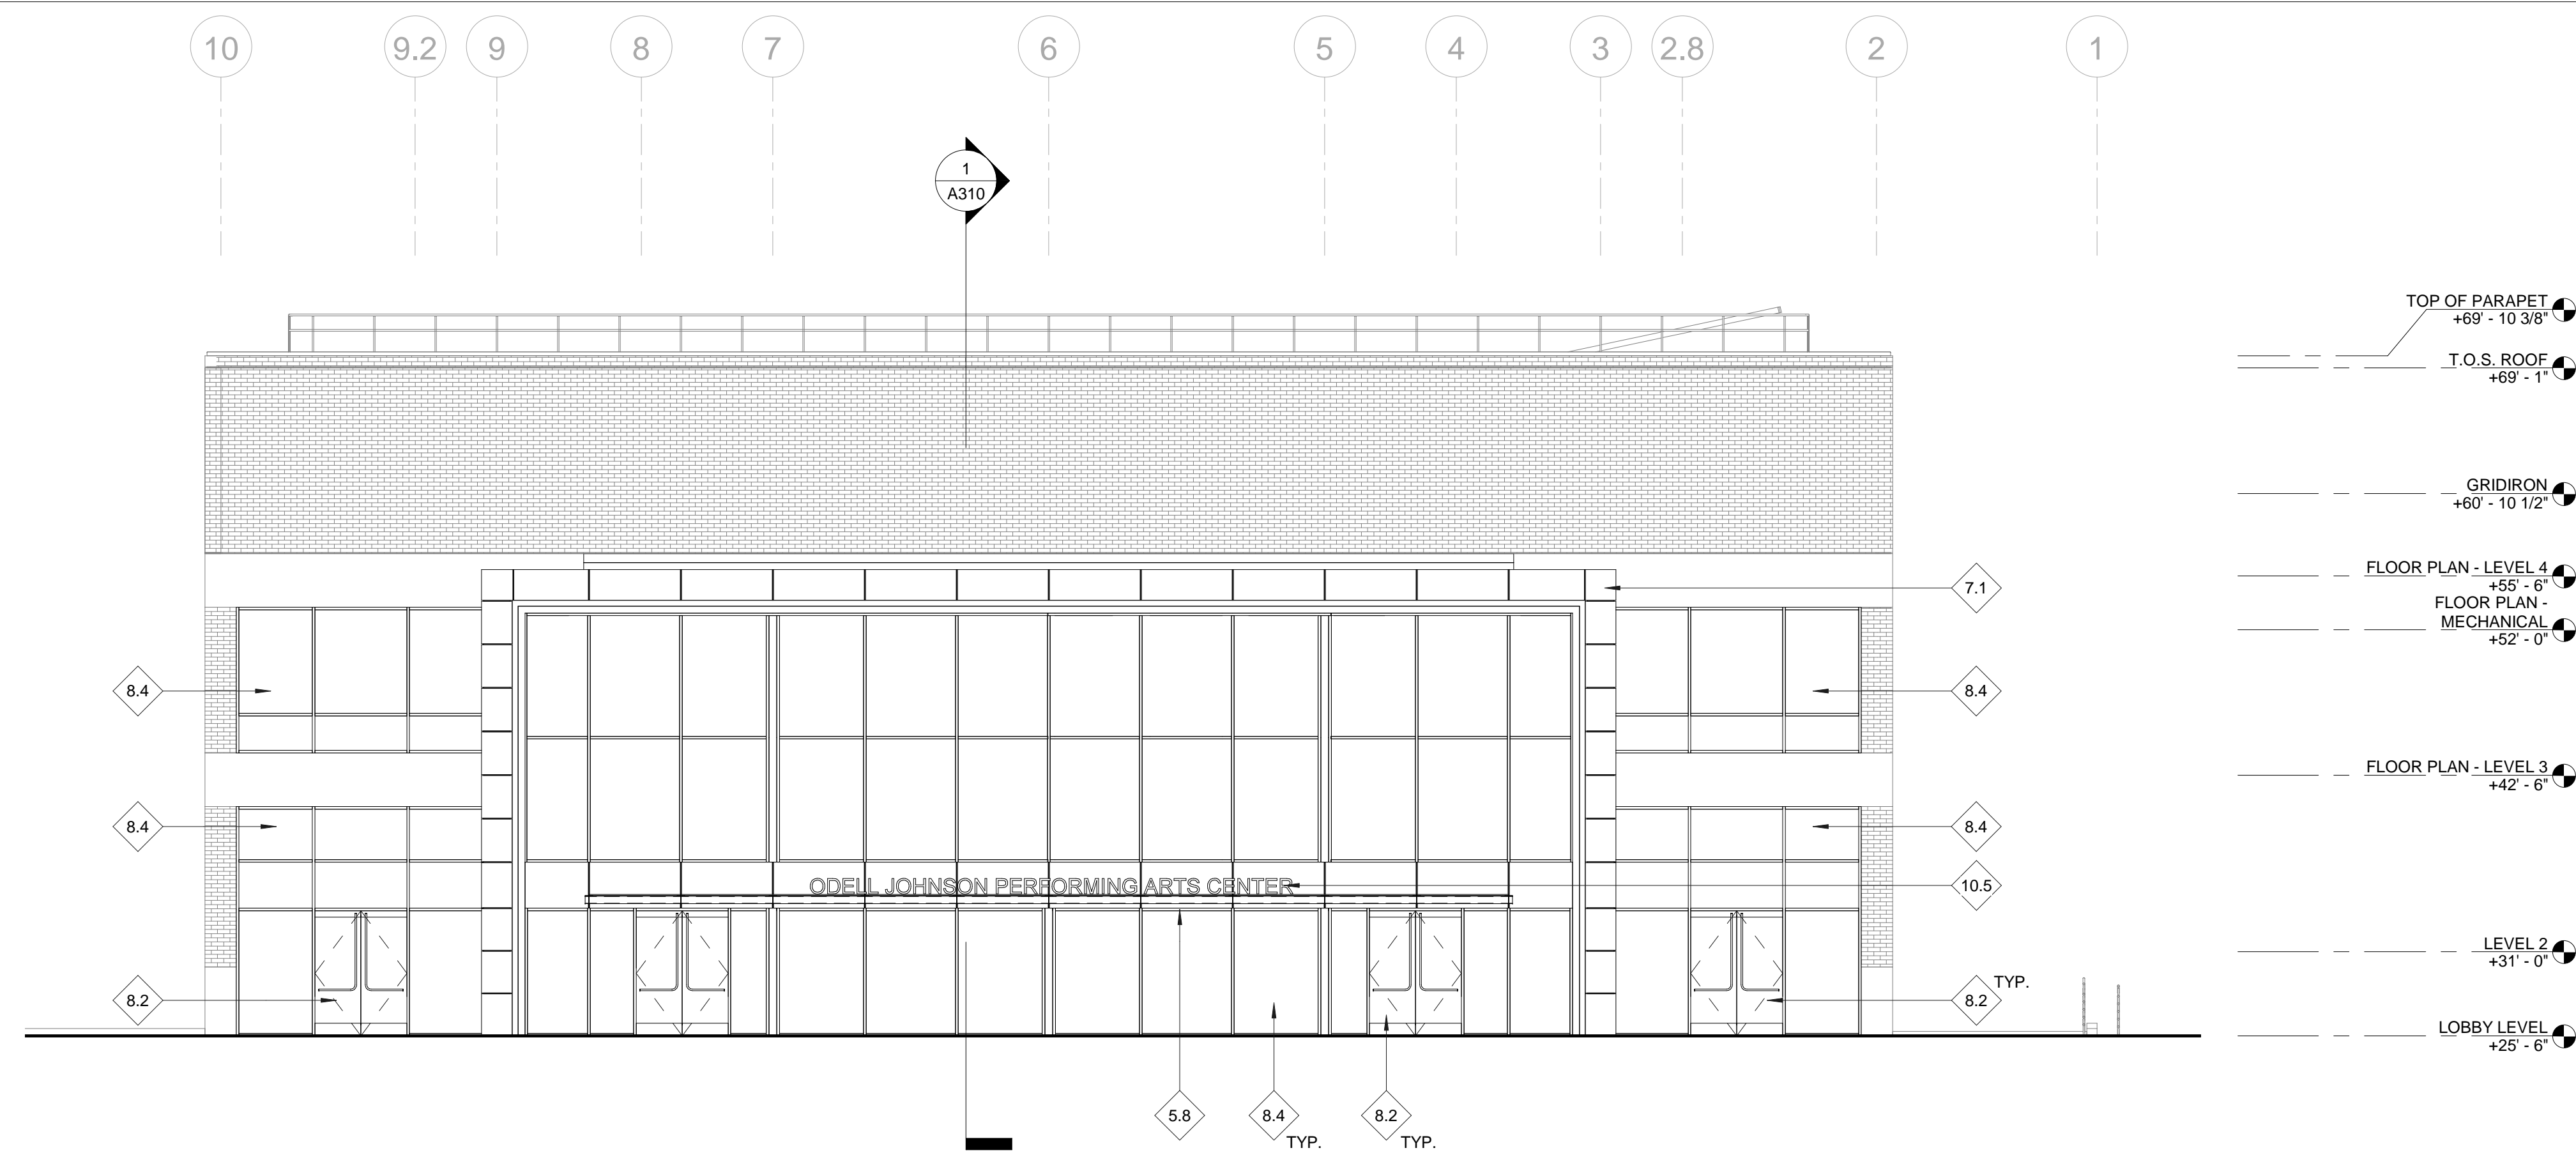 10 9.2 9 8 7 6 5 4 3 2.8 2 1
1
A310
TOP OF PARAPET
+69' - 10 3/8"
T.O.S. ROOF
+69' - 1"
GRIDIRON
+60' - 10 1/2"
FLOOR PLAN - LEVEL 4
+55' - 6"
7.1
FLOOR PLAN -
MECHANICAL
+52' - 0"
8.4
8.4
FLOOR PLAN - LEVEL 3
+42' - 6"
8.4
8.4
ODELL JOHNSON PERFORMING ARTS CENTER
10.5
LEVEL 2
+31' - 0"
8.2
8.2 TYP.
LOBBY LEVEL
+25' - 6"
5.8
8.4 TYP.
8.2 TYP.